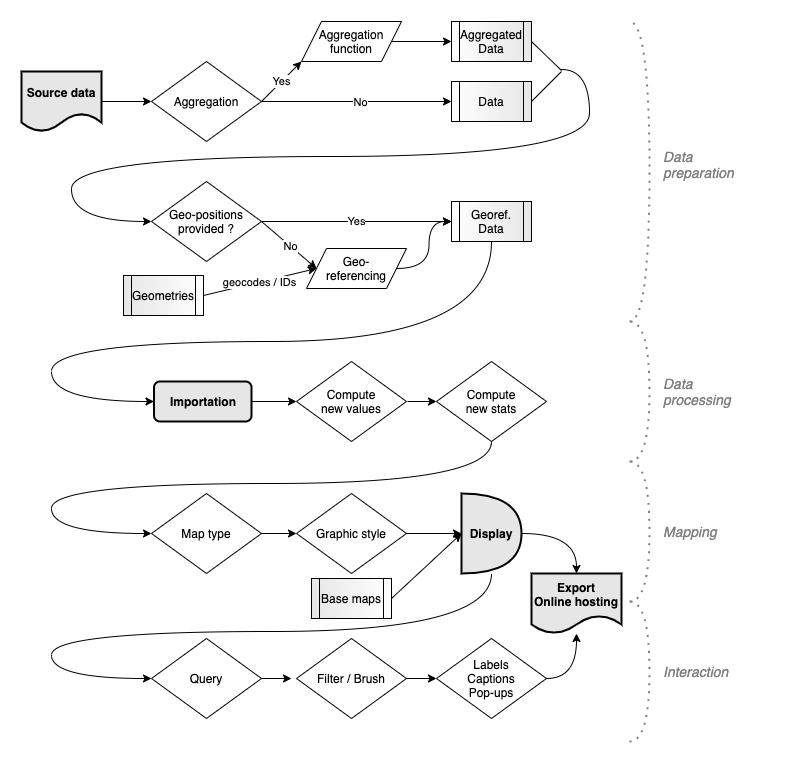 Aggregation
function
Aggregated
Data
Source data
Yes
Aggregation
No
Data
Data
preparation
Geo-positions
provided ?
Yes
Georef.
Data
No
Geo-
referencing
geocodes / IDs
Geometries
Importation
Compute
new values
Compute
new stats
Data
processing
Map type
Graphic style
Display
Mapping
Base maps
Export
Online hosting
Query
Filter / Brush
Labels
Captions
Pop-ups
Interaction